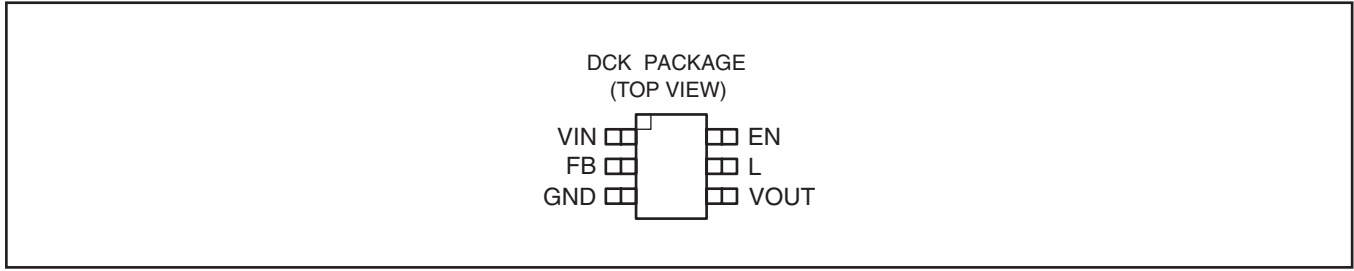 DCK PACKAGE
(TOP VIEW)
VIN EN
FB L
GND VOUT